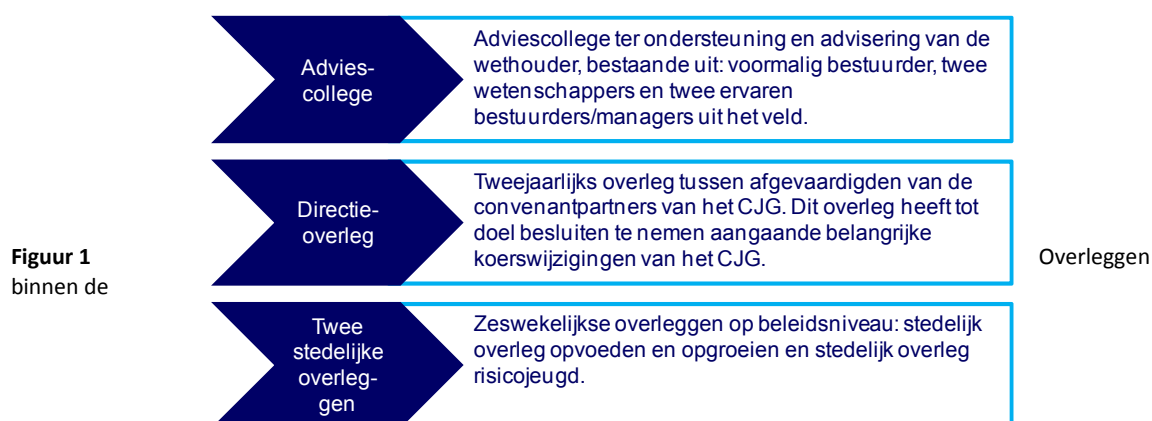 Advies-
college
Adviescollege ter ondersteuning en advisering van de
wethouder, bestaande uit: voormalig bestuurder, twee
wetenschappers en twee ervaren
bestuurders/managers uit het veld.
Directie-
overleg
Tweejaarlijks overleg tussen afgevaardigden van de
convenantpartners van het CJG. Dit overleg heeft tot
doel besluiten te nemen aangaande belangrijke
koerswijzigingen van het CJG.
Figuur 1
Overleggen
binnen de
Twee
stedelijke
overleg-
gen
Zeswekelijkse overleggen op beleidsniveau: stedelijk
overleg opvoeden en opgroeien en stedelijk overleg
risicojeugd.